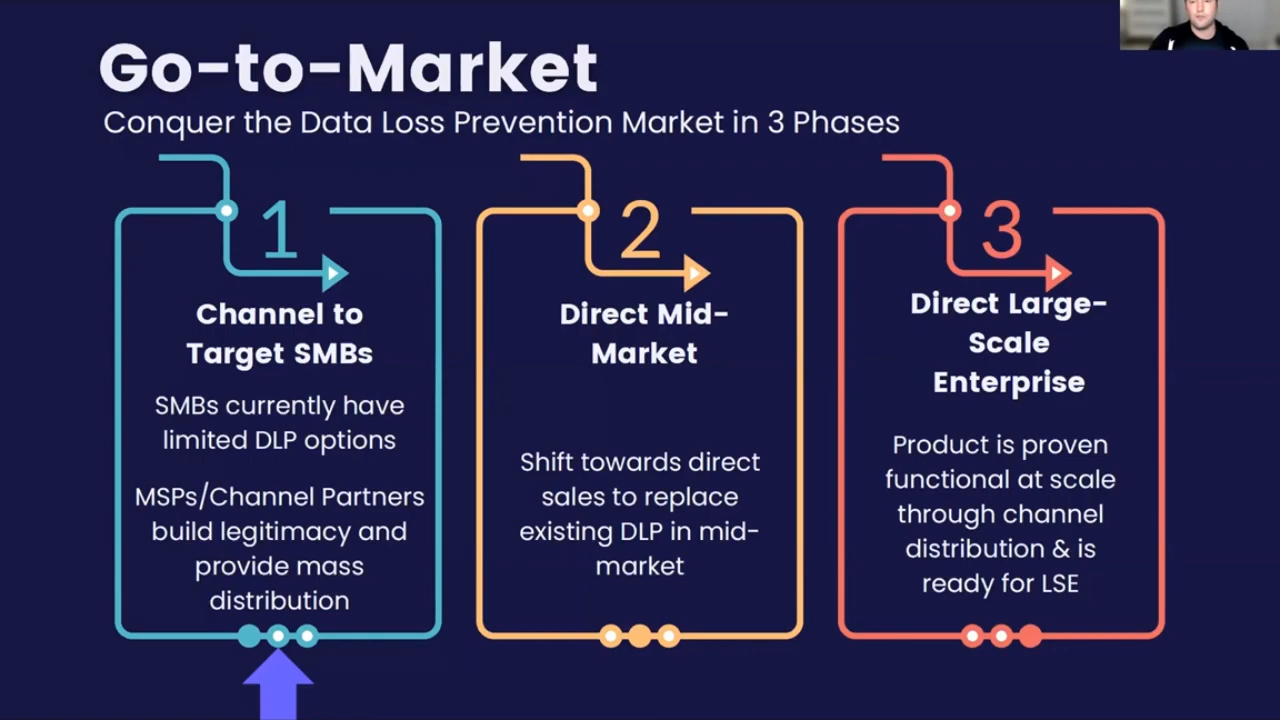 Go-to-Market
Conquer the Data Loss Prevention Market in 3 Phases
1
Channel to
Target SMBs
SMBs currently have
limited DLP options
MSPs/Channel Partners
build legitimacy and
provide mass
distribution
2
Direct Mid-
Market
Shift towards direct
sales to replace
existing DLP in mid-
market
3
Direct Large-
Scale
Enterprise
Product is proven
functional at scale
through channel
distribution & is
ready for LSE